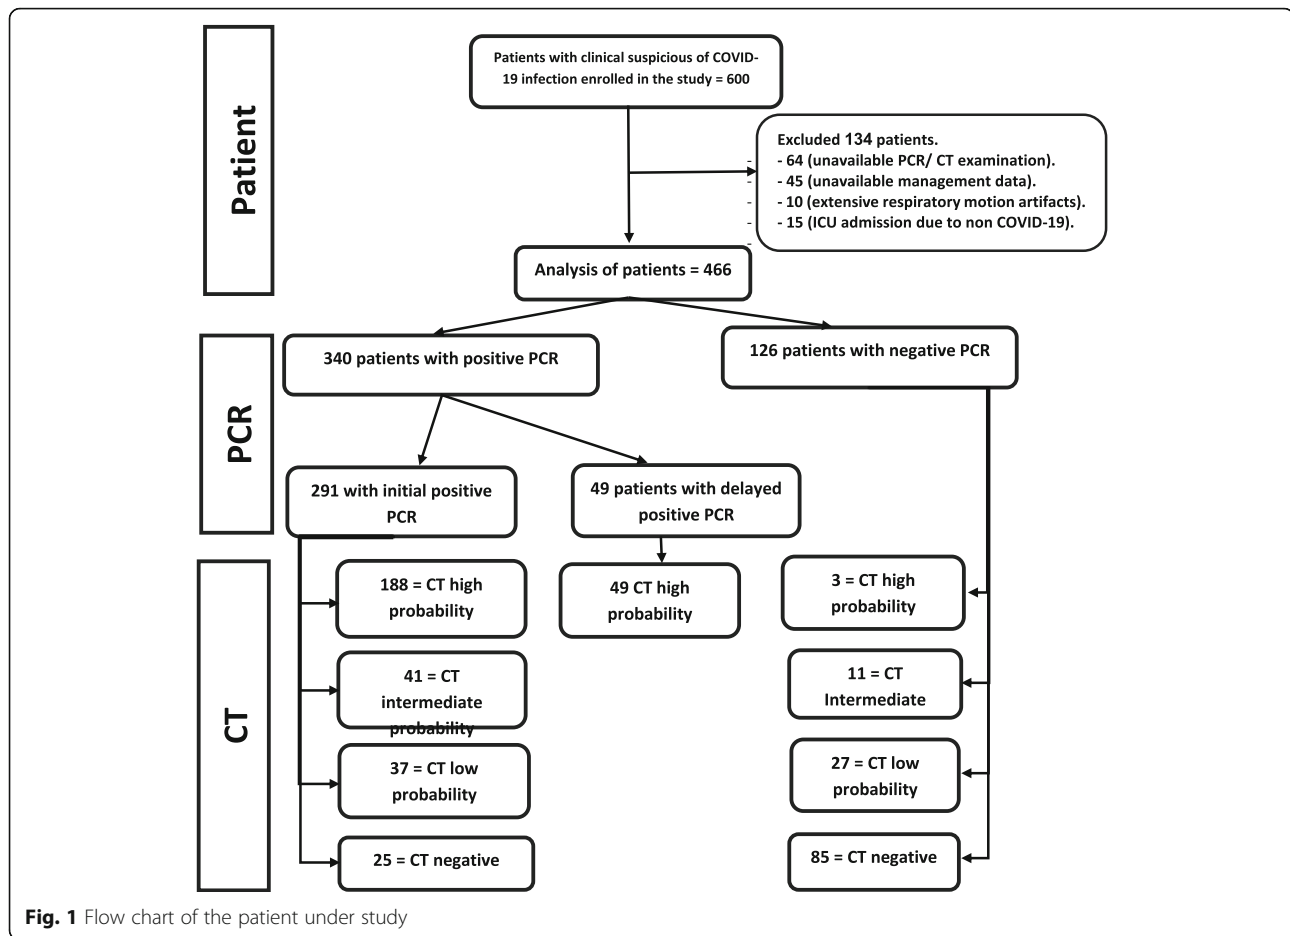 Patient
Patients with clinical suspicious of COVID-
19 infection enrolled in the study = 600
Excluded 134 patients.
- 64 (unavailable PCR/ CT examination).
- 45 (unavailable management data).
- 10 (extensive respiratory motion artifacts).
- 15 (ICU admission due to non COVID-19).
Analysis of patients = 466
PCR
340 patients with positive PCR
126 patients with negative PCR
291 with initial positive
PCR
49 patients with delayed
positive PCR
CT
188 = CT high
probability
49 CT high
probability
3 = CT high
probability
41 = CT
intermediate
probability
11 = CT
Intermediate
37 = CT low
probability
27 = CT low
probability
25 = CT negative
85 = CT negative
Fig. 1 Flow chart of the patient under study